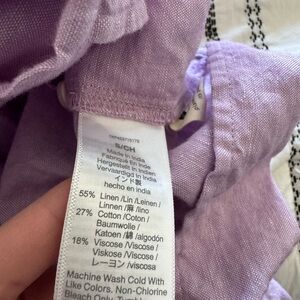 S/CH
Made in India
Fabriqué En Inde
Hergestellt in Indien
Vervaardigd in India
インド製
hecho en india
55% Linen/Lin/Leinen/
Linnen/麻/lino
27% Cotton/Coton/
Baumwolle/
Katoen/綿/algodón
18% Viscose/Viscose/
Viskose/Viscose/
レーヨン/viscosa
Machine Wash Cold With
Like Colors. Non-Chlorine
Bleach Only.